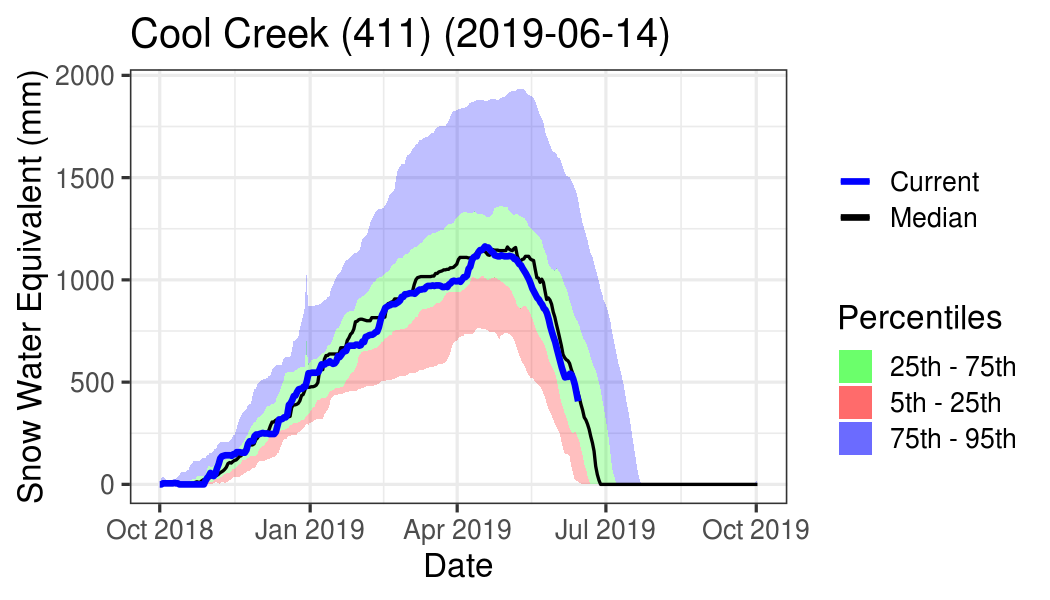 Cool Creek (411) (2019-06-14)
Snow Water Equivalent (mm)
2000
1500
1000
500
0
Oct 2018 Jan 2019 Apr 2019 Jul 2019 Oct 2019
Date
Current
Median
Percentiles
25th - 75th
5th - 25th
75th - 95th